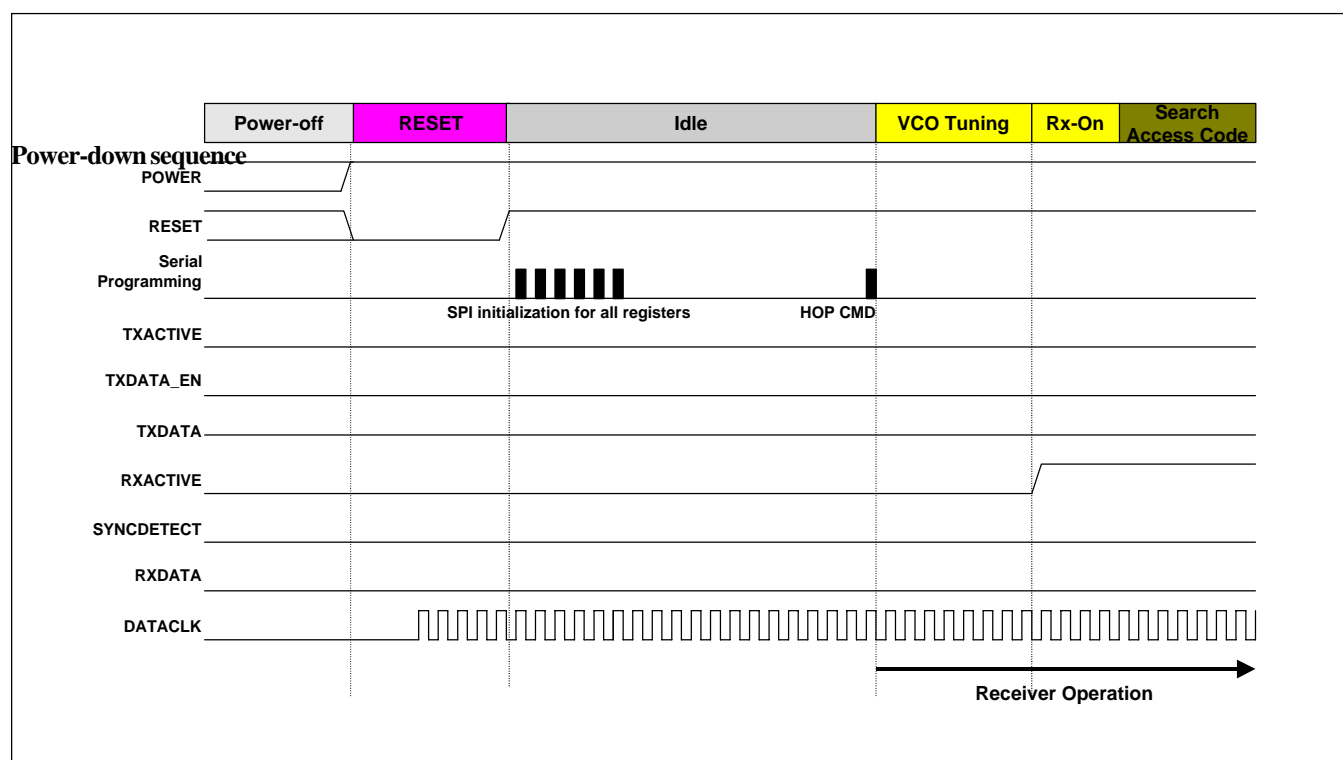 Power-off RESET Idle VCO Tuning Rx-On Search Access Code
Power-down sequence
POWER
RESET
Serial
Programming
SPI initialization for all registers HOP CMD
TXACTIVE
TXDATA_EN
TXDATA
RXACTIVE
SYNCDETECT
RXDATA
DATACLK
Receiver Operation